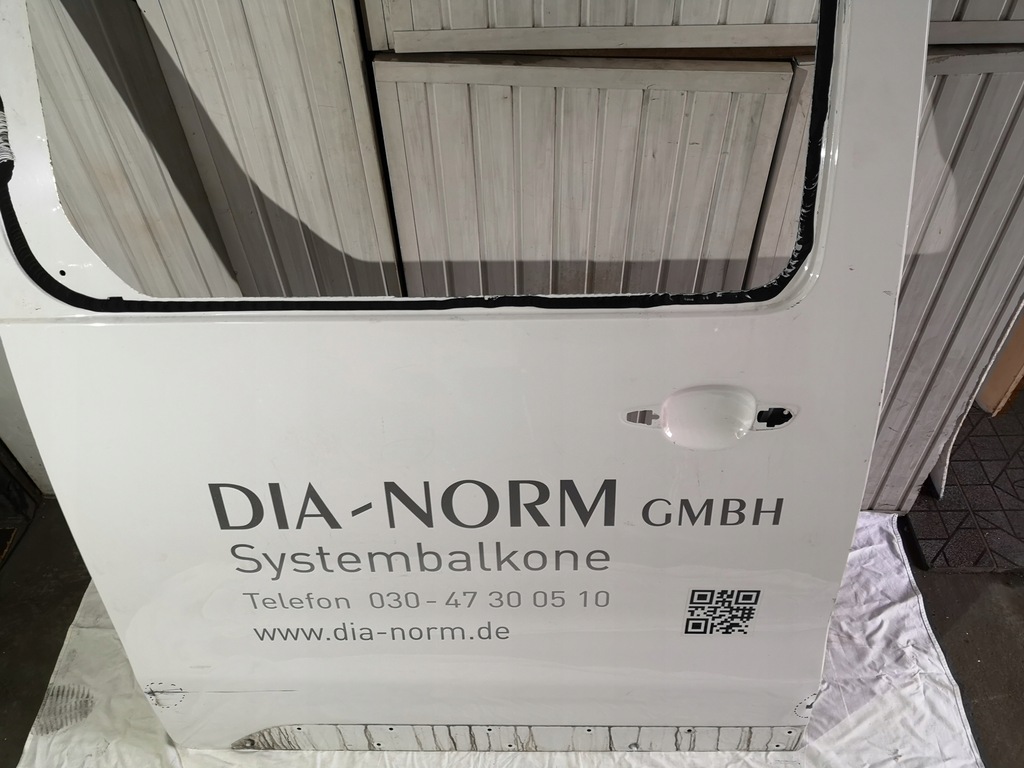 DIA-NORM GMBH
Systembalkone
Telefon 030-47 30 05 10
www.dia-norm.de